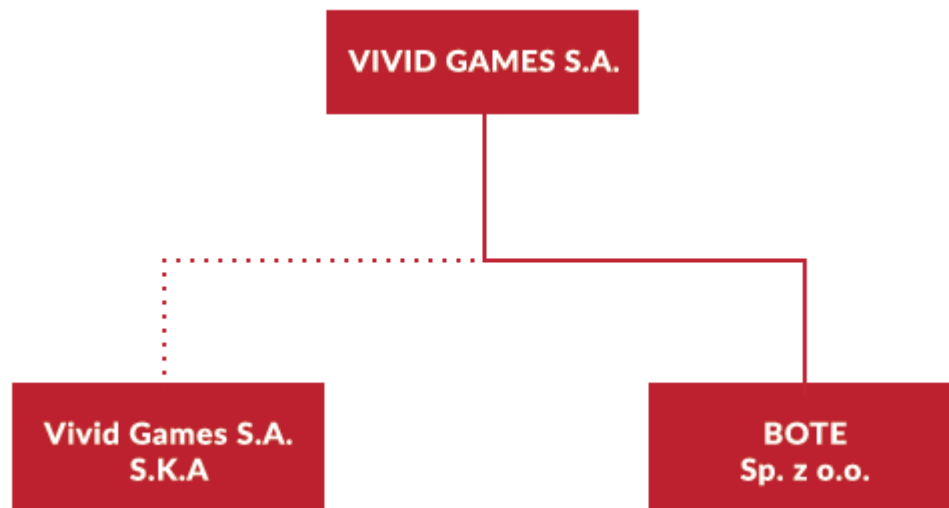 VIVID GAMES S.A.
Vivid Games S.A.
S.K.A
BOTE
Sp. z o.o.